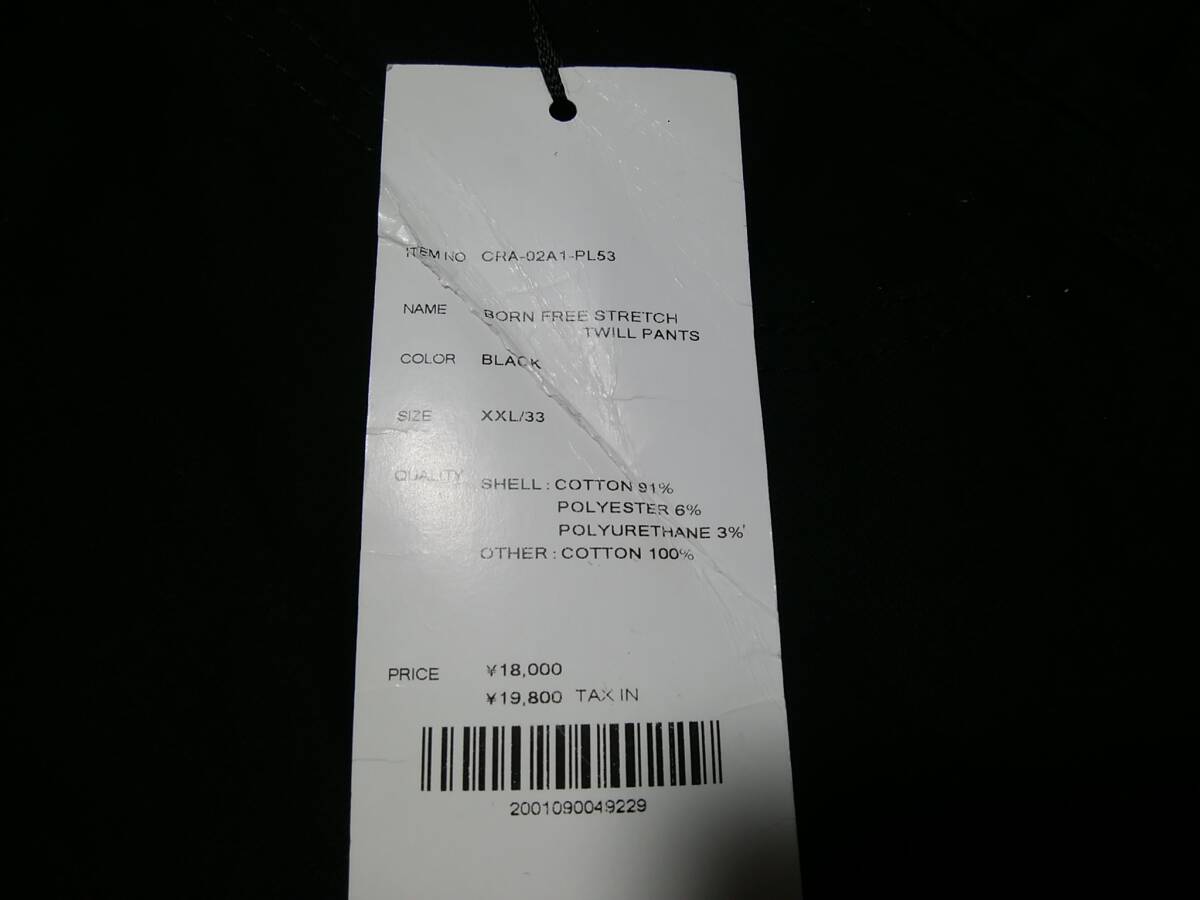 ITEM NO CRA-02A1-PL53
NAME BORN FREE STRETCH
TWILL PANTS
COLOR BLACK
SIZE XXL/33
QUALITY SHELL : COTTON 91%
POLYESTER 6%
POLYURETHANE 3%
OTHER : COTTON 100%
PRICE ¥18,000
¥19,800 TAX IN
2001090049229